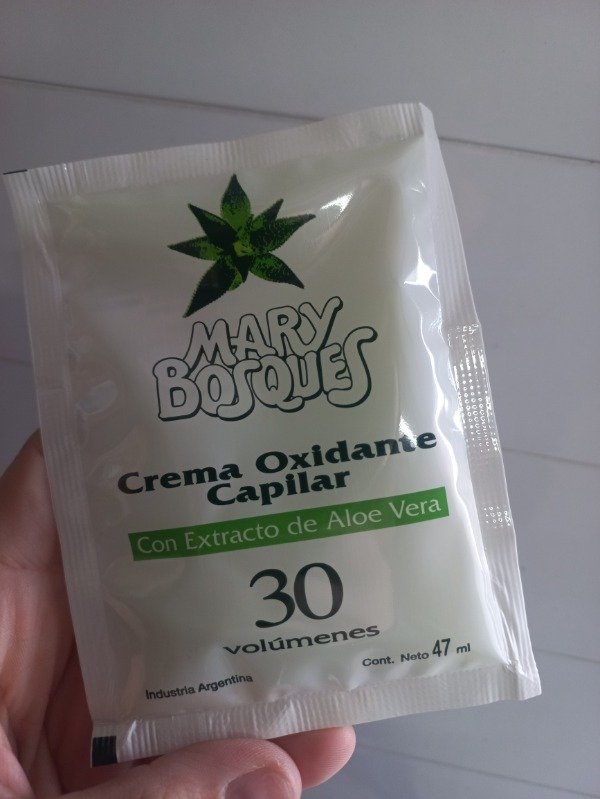 MARY
BOSQUES
Crema Oxidante
Capilar
Con Extracto de Aloe Vera
30
volúmenes
Cont. Neto 47 ml
Industria Argentina